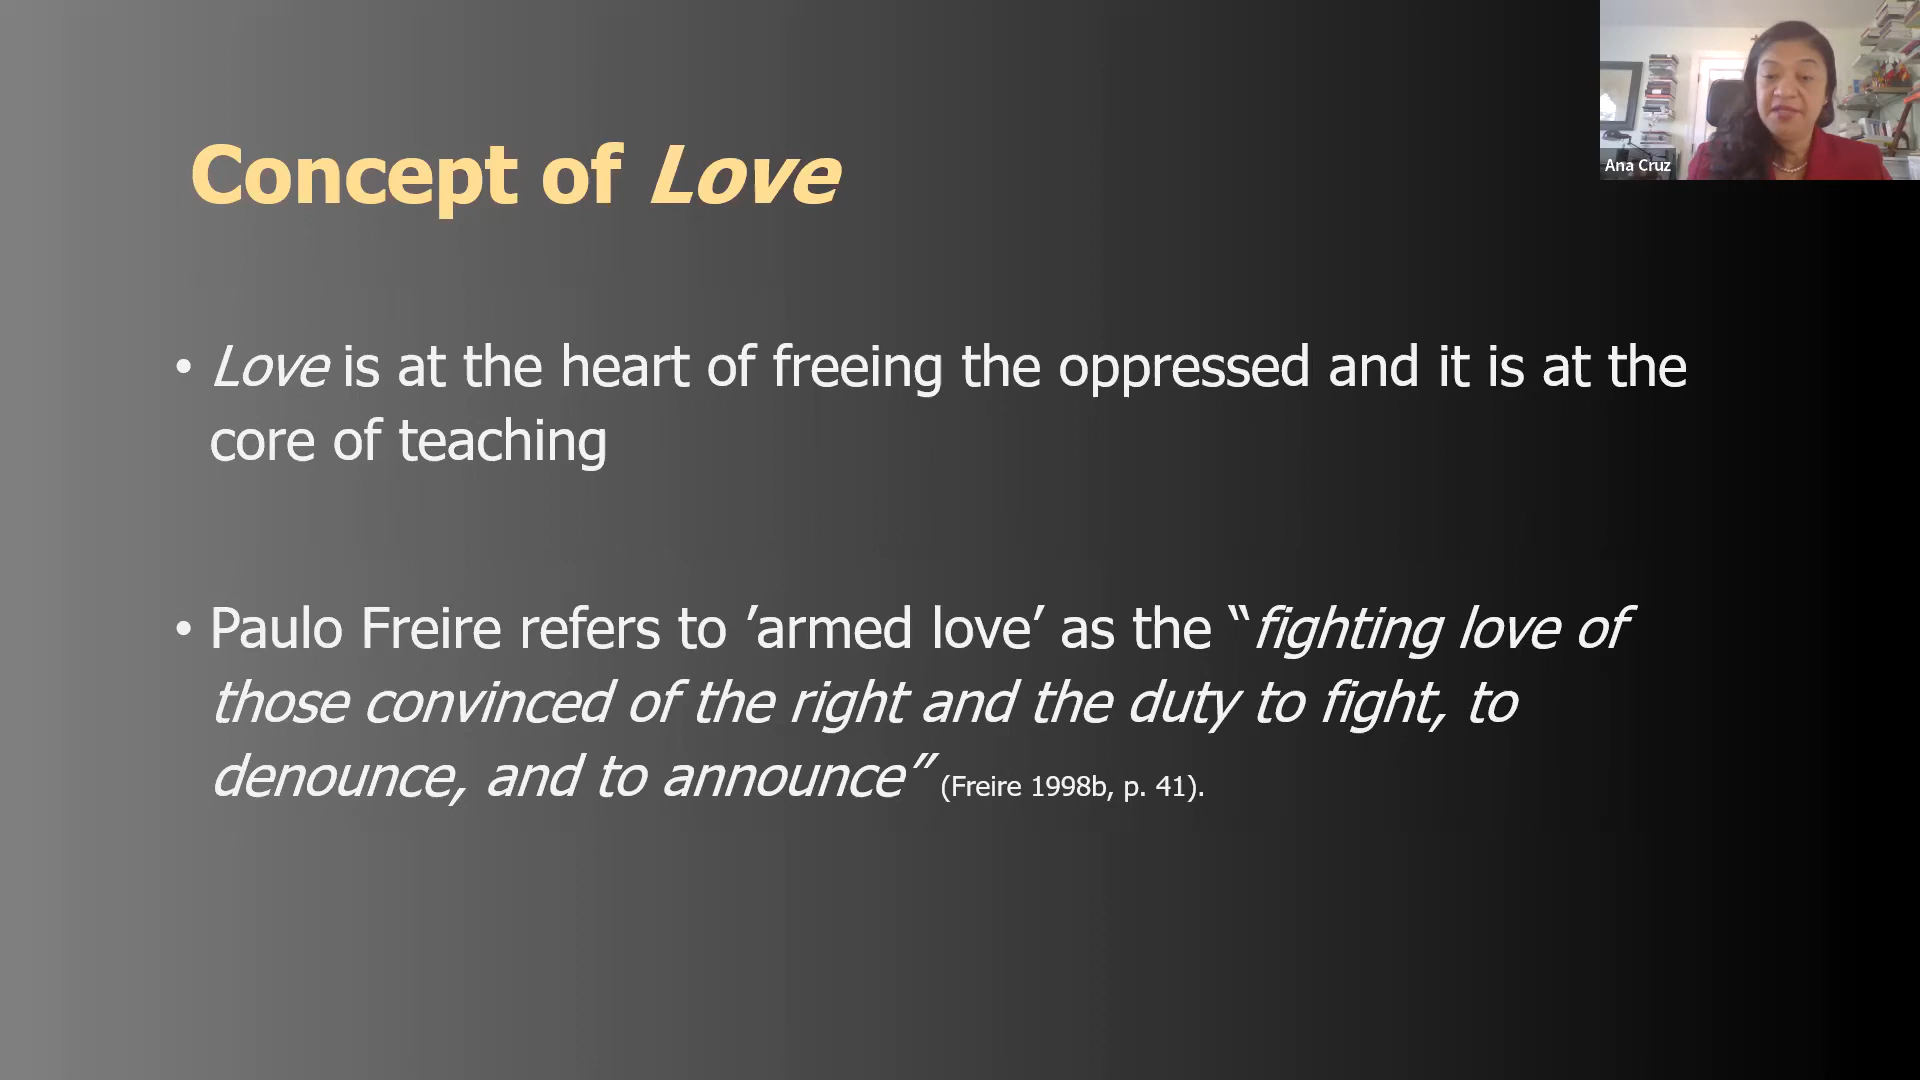 Concept of Love
Ana Cruz
• Love is at the heart of freeing the oppressed and it is at the
core of teaching
• Paulo Freire refers to ’armed love’ as the “fighting love of
those convinced of the right and the duty to fight, to
denounce, and to announce” (Freire 1998b, p. 41).